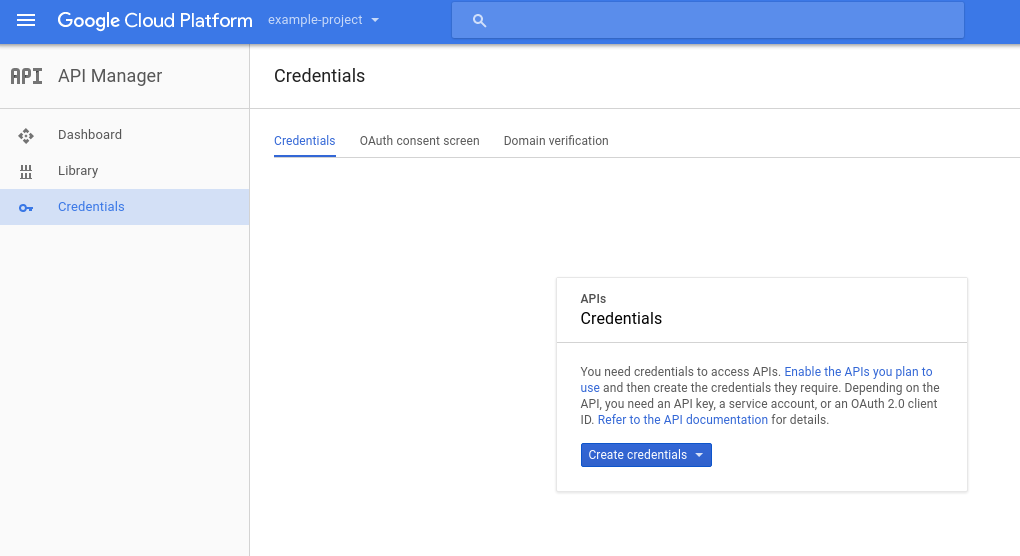 Google Cloud Platform example-project
API API Manager
Credentials
Dashboard
Library
Credentials
Credentials OAuth consent screen Domain verification
APIs
Credentials
You need credentials to access APIs. Enable the APIs you plan to
use and then create the credentials they require. Depending on the
API, you need an API key, a service account, or an OAuth 2.0 client
ID. Refer to the API documentation for details.
Create credentials